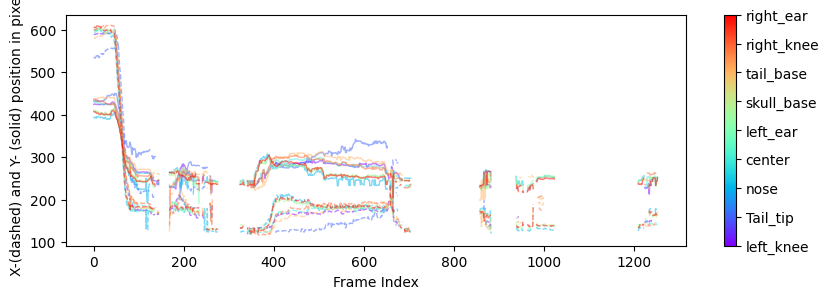 X-(dashed) and Y- (solid) position in pixe
600
500
400
300
200
100
0
200
400
600
800
1000
1200
Frame Index
right_ear
right_knee
tail_base
skull_base
left_ear
center
nose
Tail_tip
left_knee